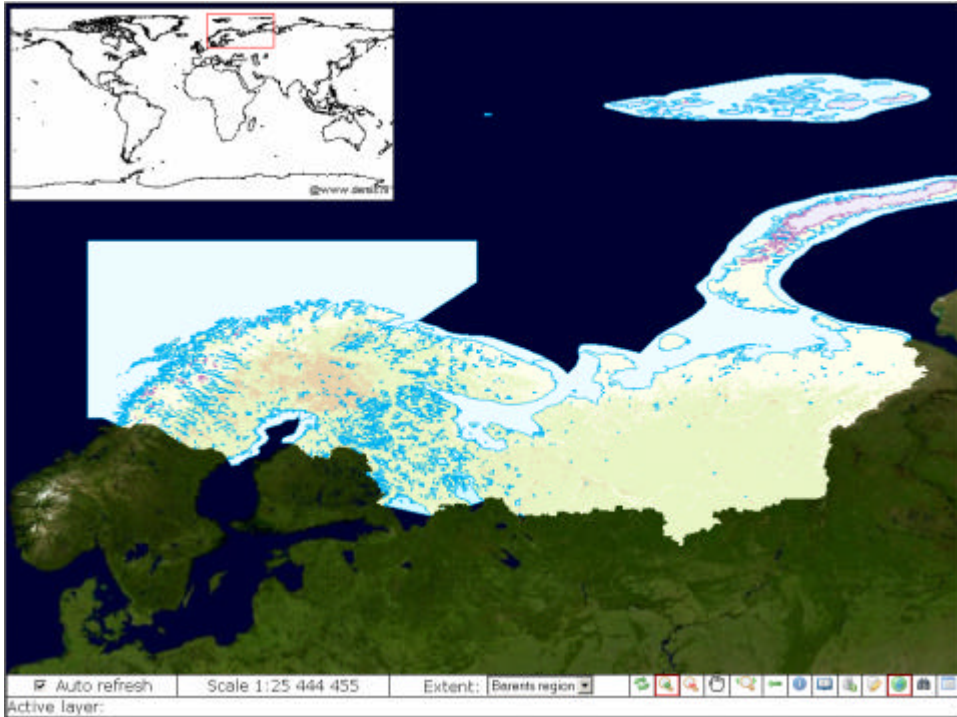 Auto refresh
Scale 1:25 444 455
Extent:
Barents region
Active layer: